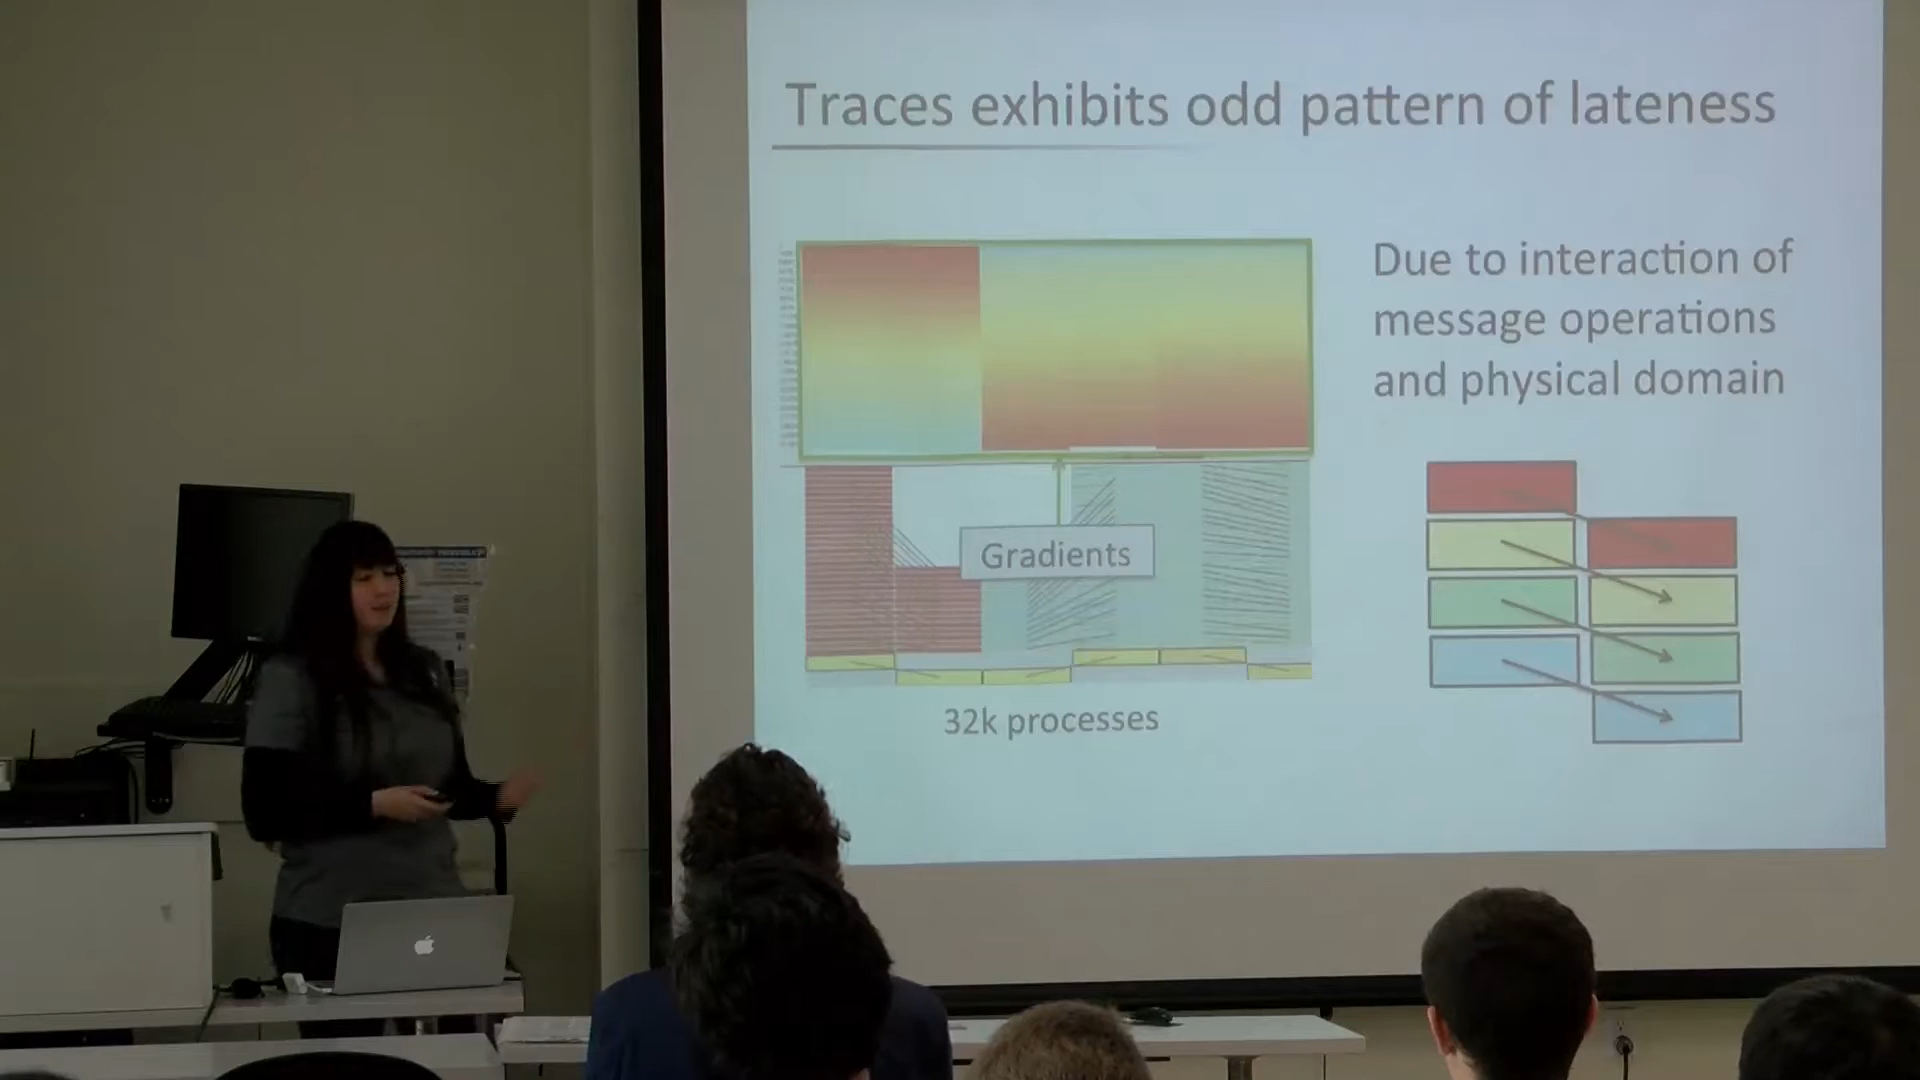 Traces exhibits odd pattern of lateness
Due to interaction of
message operations
and physical domain
Gradients
32k processes